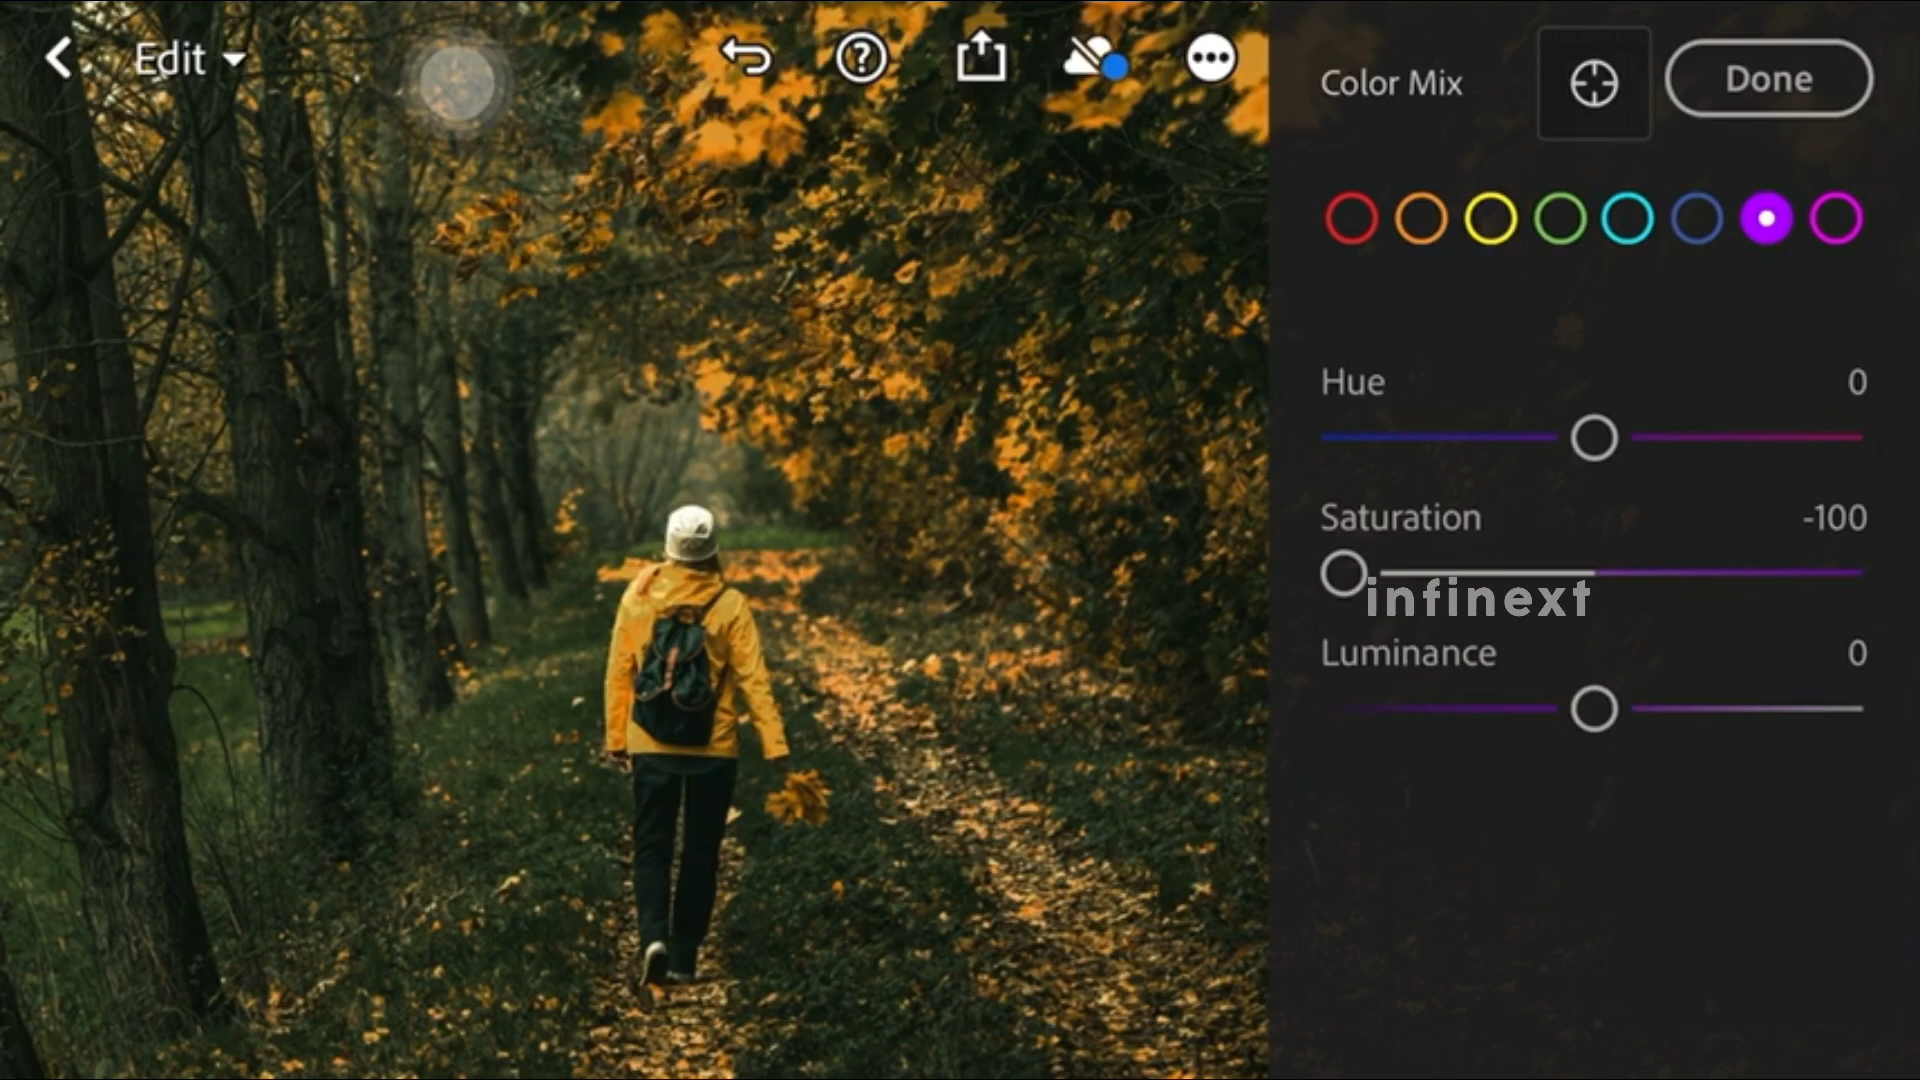 Edit
Color Mix
Done
Hue 0
Saturation -100
infinext
Luminance 0